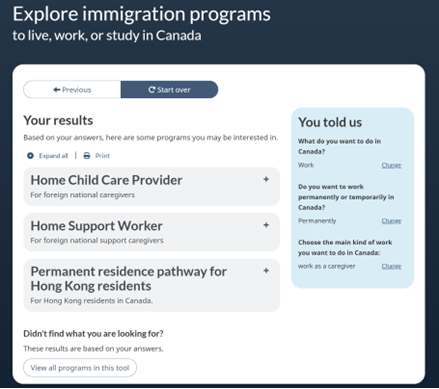 Explore immigration programs
to live, work, or study in Canada
Previous
Start over
Your results
Based on your answers, here are some programs you may be interested in.
Expand all | Print
Home Child Care Provider +
For foreign national caregivers
Home Support Worker +
For foreign national support caregivers
Permanent residence pathway for +
Hong Kong residents
For Hong Kong residents in Canada.
Didn't find what you are looking for?
These results are based on your answers.
View all programs in this tool
You told us
What do you want to do in
Canada?
Work Change
Do you want to work
permanently or temporarily in
Canada?
Permanently Change
Choose the main kind of work
you want to do in Canada:
work as a caregiver Change